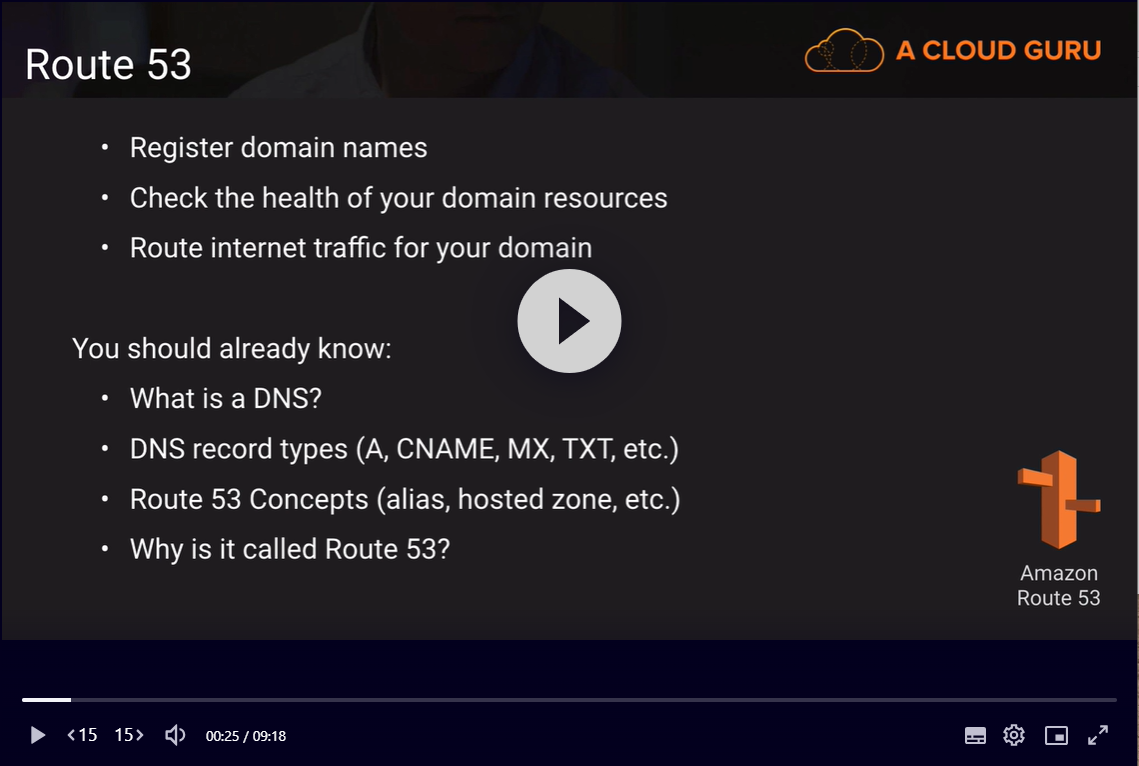 Route 53
A CLOUD GURU
• Register domain names
• Check the health of your domain resources
• Route internet traffic for your domain
You should already know:
• What is a DNS?
• DNS record types (A, CNAME, MX, TXT, etc.)
• Route 53 Concepts (alias, hosted zone, etc.)
• Why is it called Route 53?
Amazon
Route 53
<15 15> 00:25 / 09:18